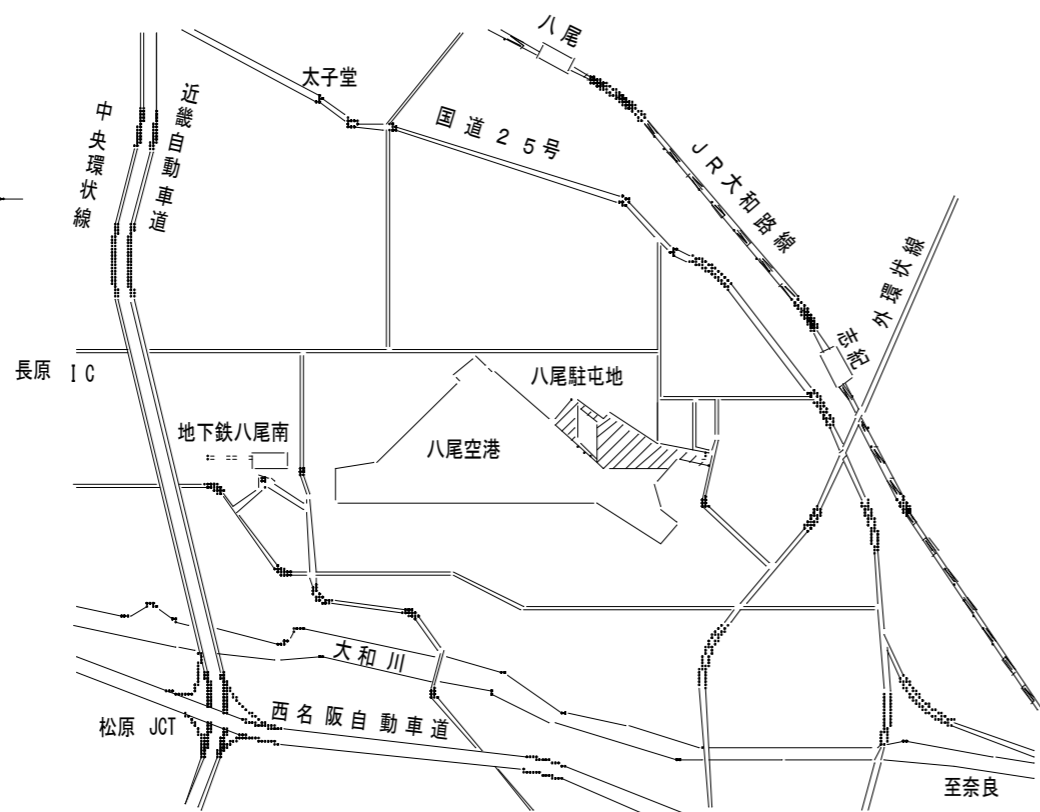 八尾
太子堂
近畿自動車道
中央環状線
国道25号
JR大和路線
外環状線
志紀
長原 IC
八尾駐屯地
地下鉄八尾南
八尾空港
大和川
西名阪自動車道
松原 JCT
至奈良